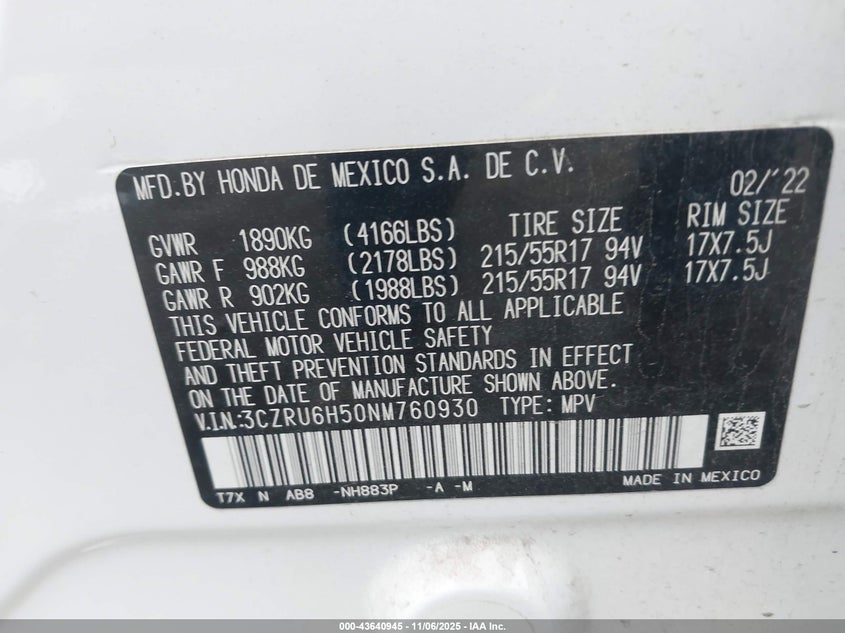 MFD.BY HONDA DE MEXICO S.A. DE C.V. 02/'22
GVWR 1890KG (4166LBS) TIRE SIZE RIM SIZE
GAWR F 988KG (2178LBS) 215/55R17 94V 17X7.5J
GAWR R 902KG (1988LBS) 215/55R17 94V 17X7.5J
THIS VEHICLE CONFORMS TO ALL APPLICABLE
FEDERAL MOTOR VEHICLE SAFETY
AND THEFT PREVENTION STANDARDS IN EFFECT
ON THE DATE OF MANUFACTURE SHOWN ABOVE.
V.I.N.:3CZRU6H50NM760930 TYPE: MPV
T7X N AB8 -NH883P -A -M MADE IN MEXICO
000-43640945 - 11/06/2025 - IAA Inc.